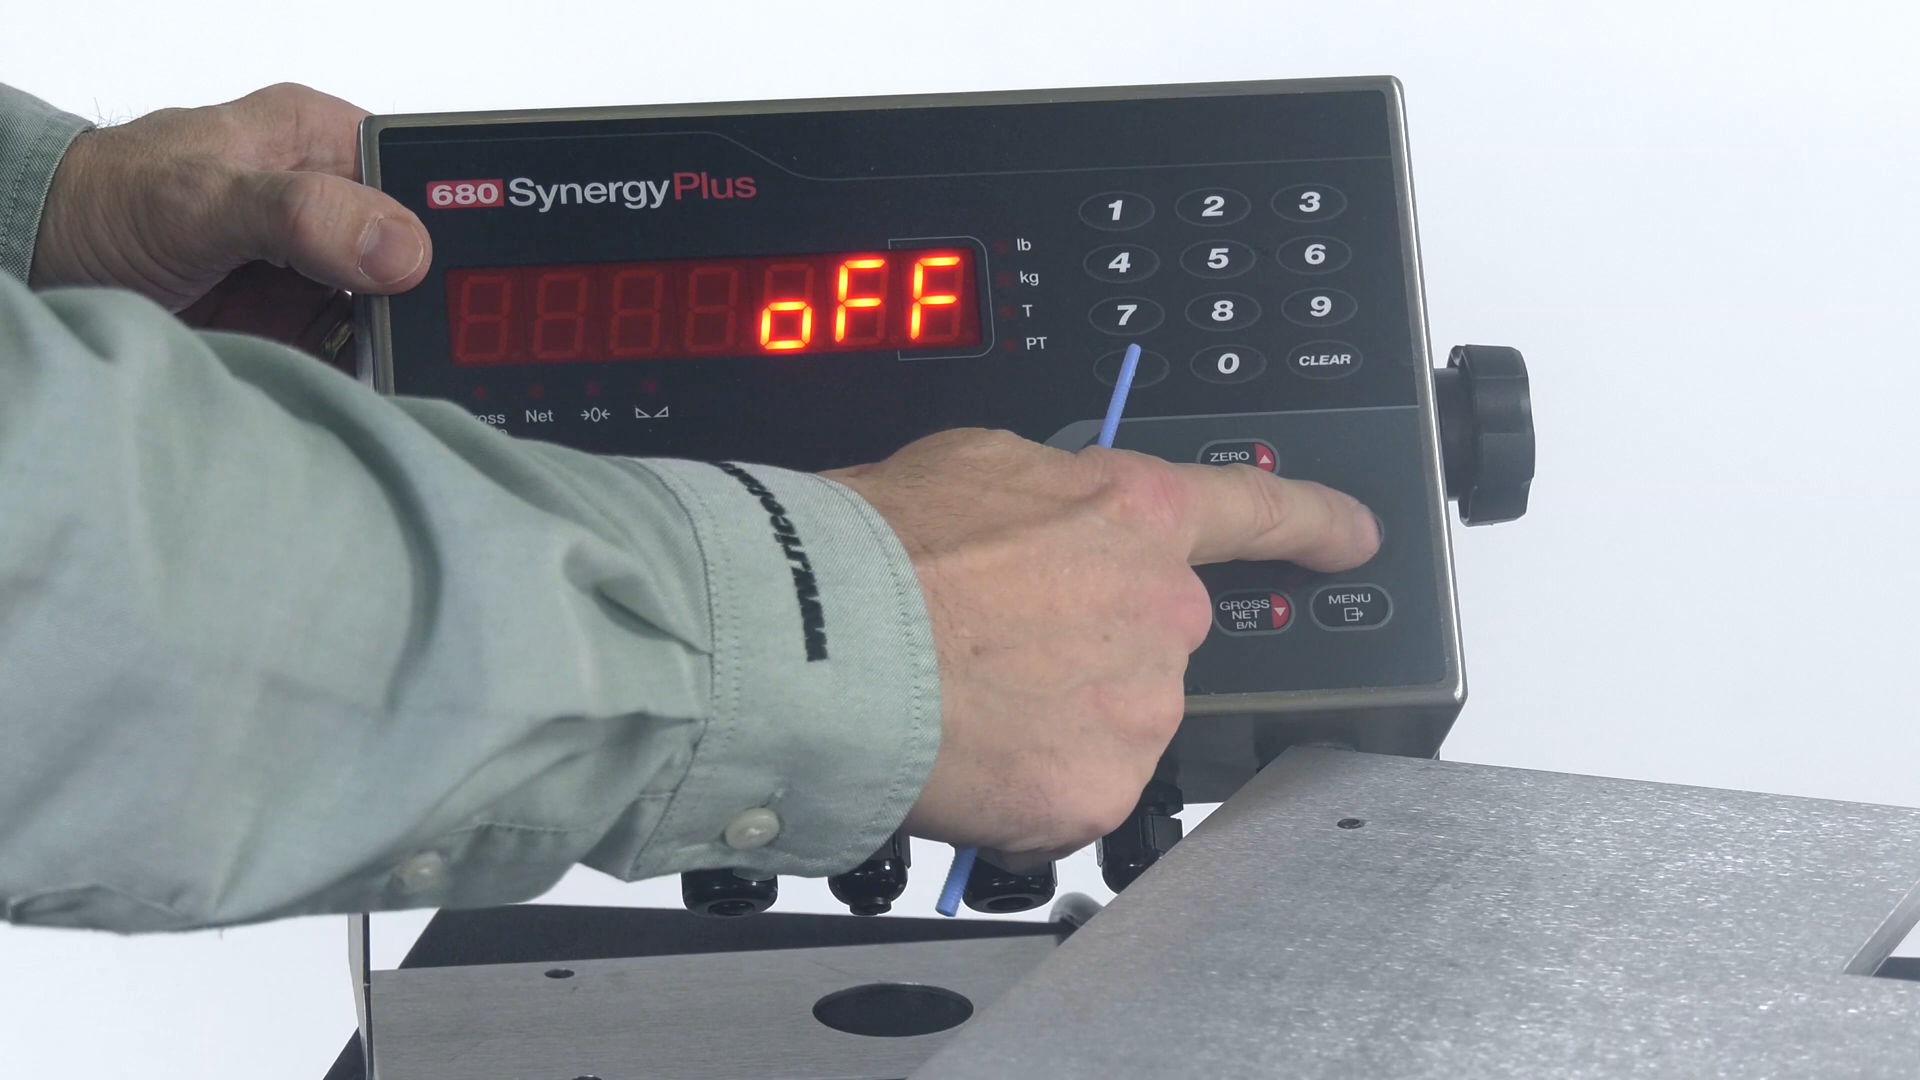 680 SynergyPlus
oFF
lb
kg
T
PT
Net
→0←
1 2 3
4 5 6
7 8 9
0 CLEAR
ZERO
GROSS
NET
B/N
MENU